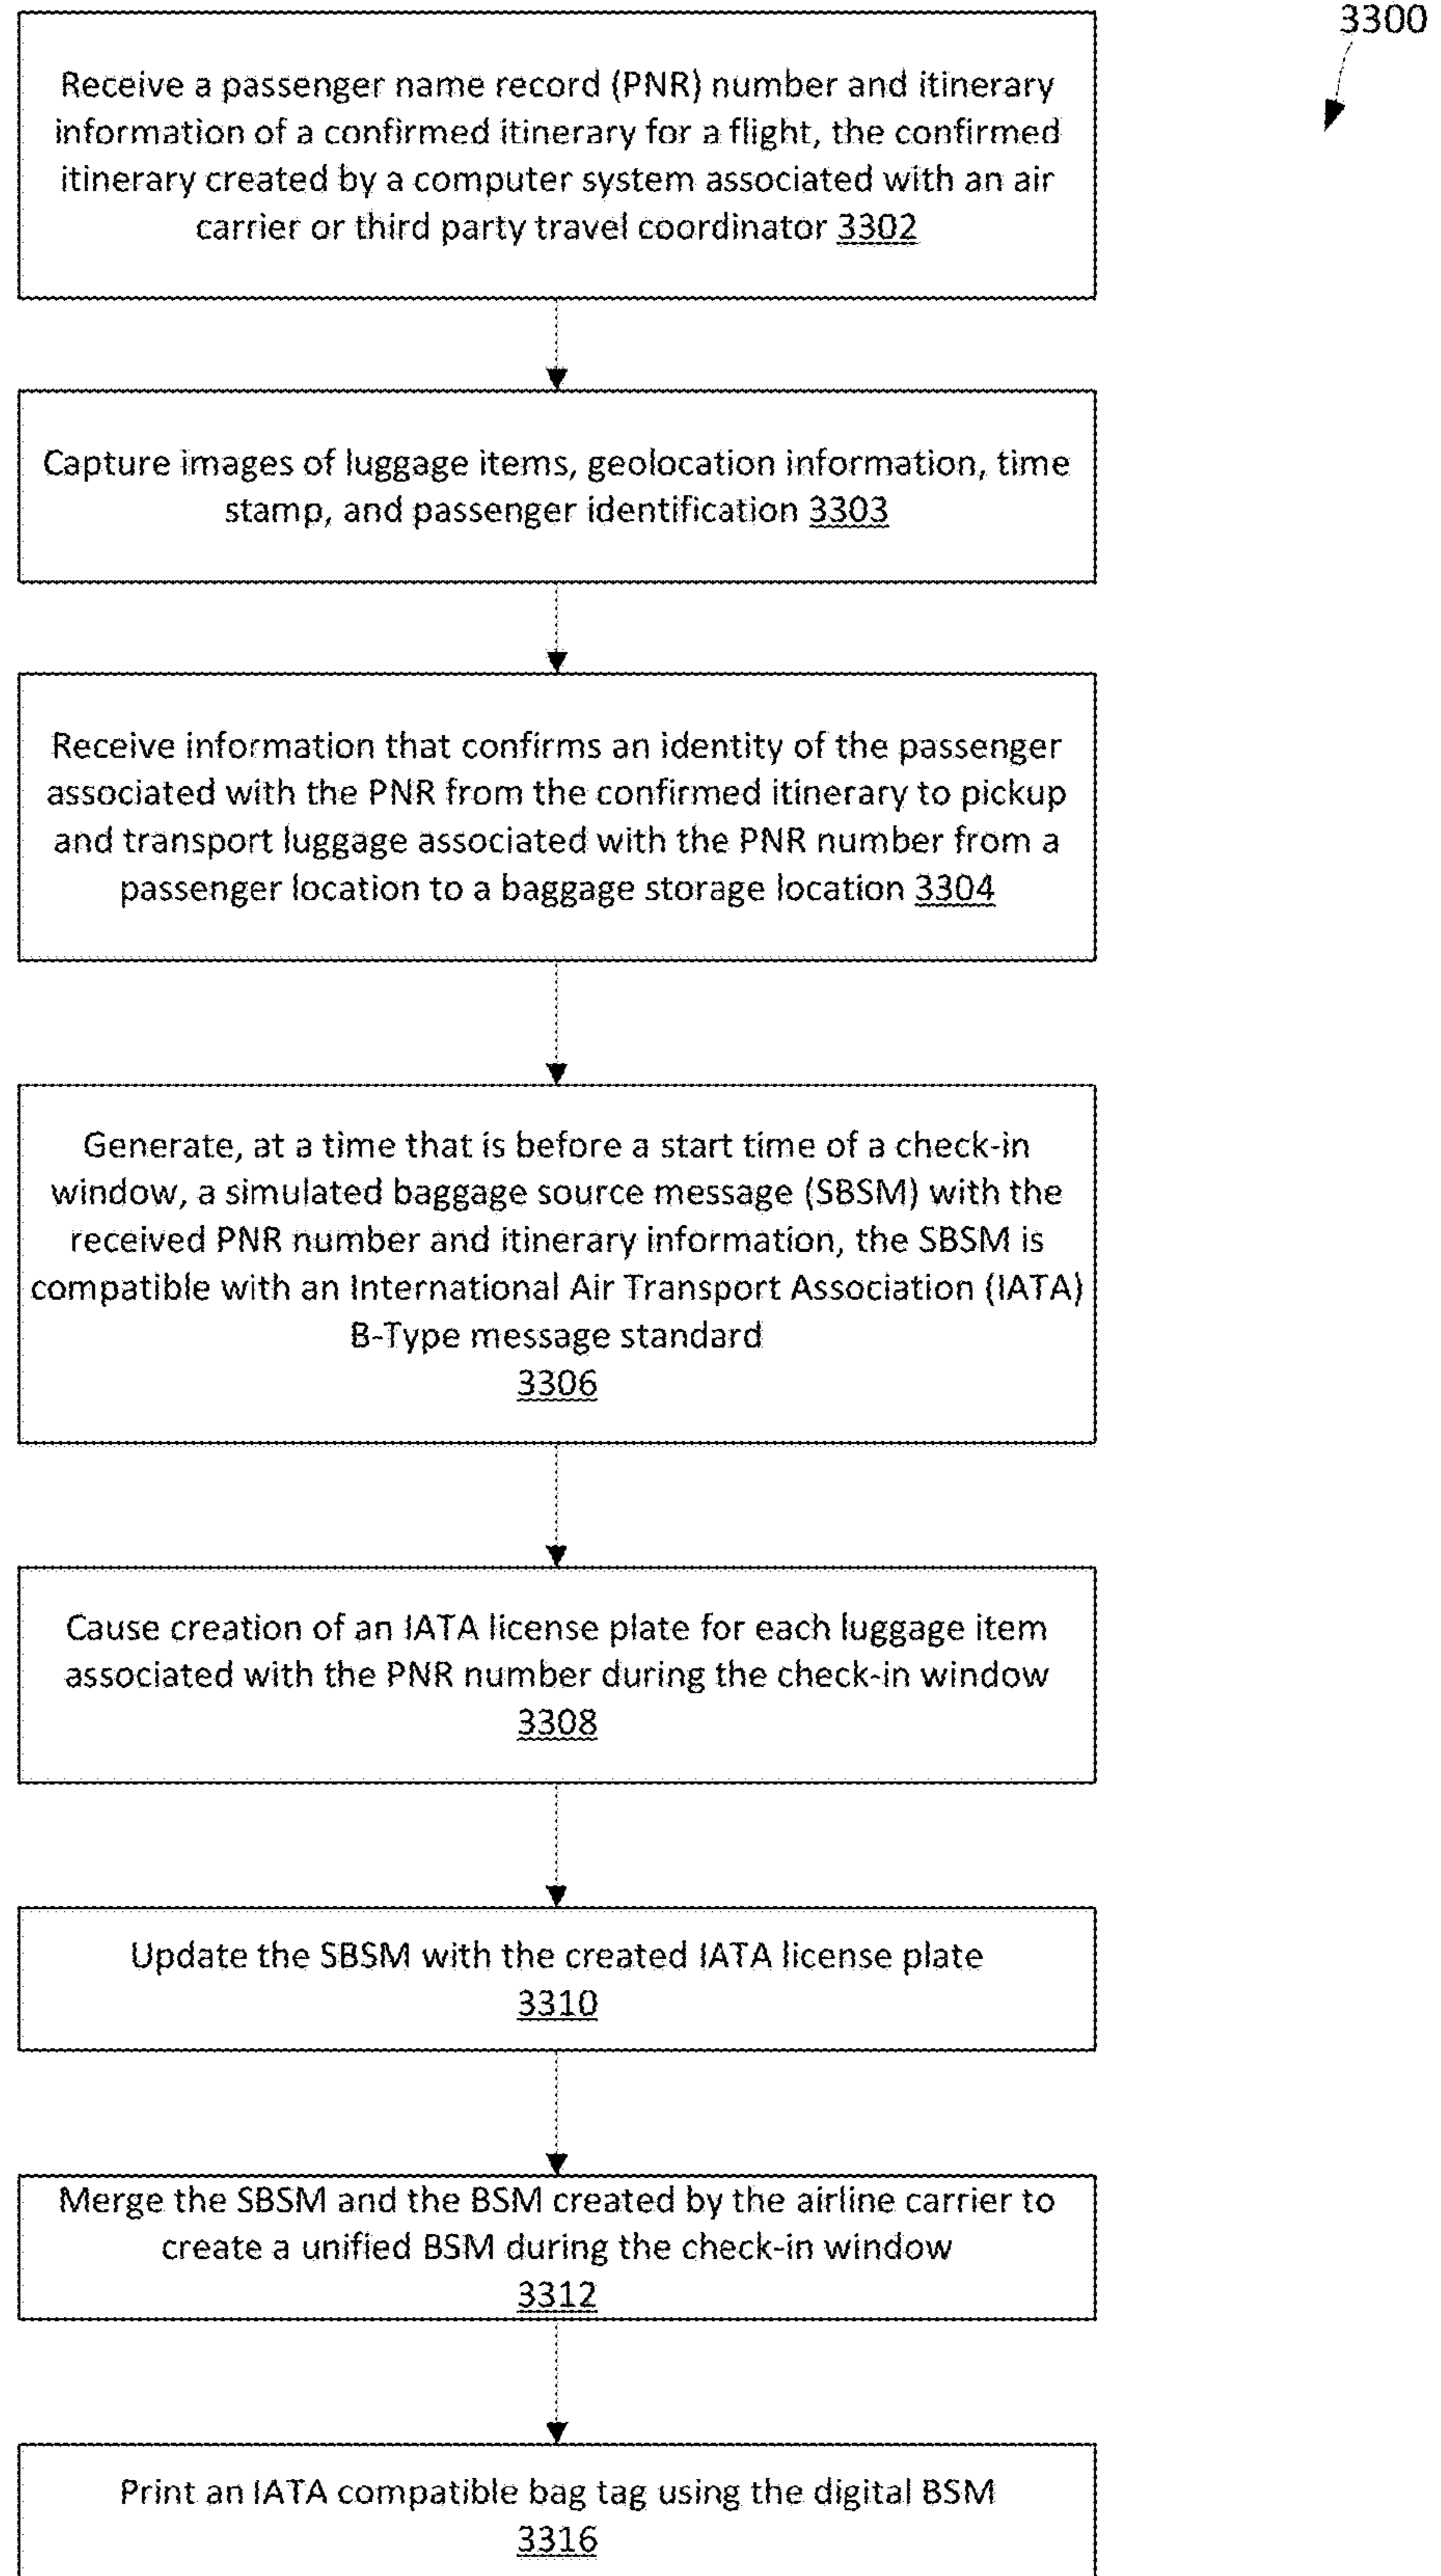 3300
Receive a passenger name record (PNR) number and itinerary
information of a confirmed itinerary for a flight, the confirmed
itinerary created by a computer system associated with an air
carrier or third party travel coordinator 3302
Capture images of luggage items, geolocation information, time
stamp, and passenger identification 3303
Receive information that confirms an identity of the passenger
associated with the PNR from the confirmed itinerary to pickup
and transport luggage associated with the PNR number from a
passenger location to a baggage storage location 3304
Generate, at a time that is before a start time of a check-in
window, a simulated baggage source message (SBSM) with the
received PNR number and itinerary information, the SBSM is
compatible with an International Air Transport Association (IATA)
B-Type message standard
3306
Cause creation of an IATA license plate for each luggage item
associated with the PNR number during the check-in window
3308
Update the SBSM with the created IATA license plate
3310
Merge the SBSM and the BSM created by the airline carrier to
create a unified BSM during the check-in window
3312
Print an IATA compatible bag tag using the digital BSM
3316